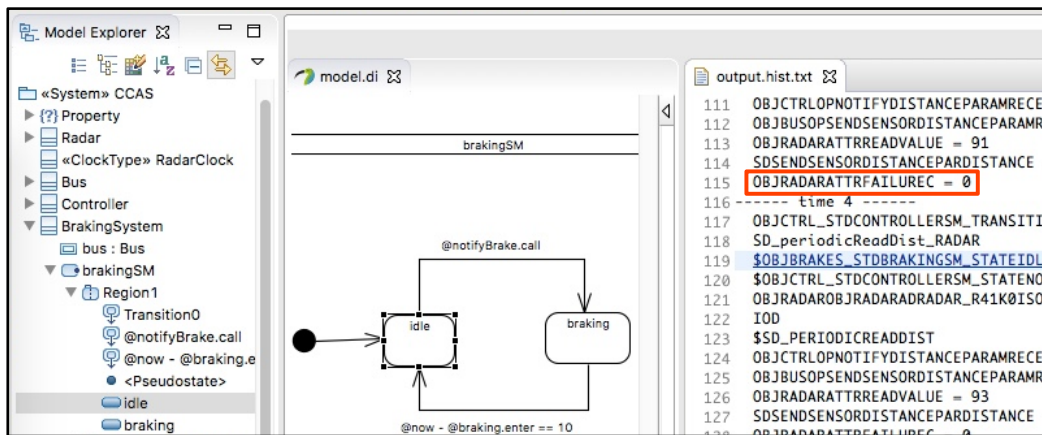 Model Explorer
«System» CCAS
{?} Property
Radar
«ClockType» RadarClock
Bus
Controller
BrakingSystem
bus : Bus
brakingSM
Region1
Transition0
@notifyBrake.call
@now - @braking.e
<Pseudostate>
idle
braking
model.di
brakingSM
@notifyBrake.call
idle
braking
@now - @braking.enter == 10
output.hist.txt
111 OBJCTRLOPNOTIFYDISTANCEPARAMRECE
112 OBJBUSOPSENDSENSORDISTANCEPARAMR
113 OBJRADARATTRREADVALUE = 91
114 SDSENDSENSORDISTANCEPARDISTANCE
115 OBJRADARATTRFAILUREC = 0
116 ------ time 4 ------
117 OBJCTRL_STDCONTROLLERSM_TRANSITI
118 SD_periodicReadDist_RADAR
119 $OBJBRAKES_STDBRAKINGSM_STATEIDL
120 $OBJCTRL_STDCONTROLLERSM_STATENO
121 OBJRADAROBJRADARADRADAR_R41K0ISO
122 IOD
123 $SD_PERIODICREADDIST
124 OBJCTRLOPNOTIFYDISTANCEPARAMRECE
125 OBJBUSOPSENDSENSORDISTANCEPARAMR
126 OBJRADARATTRREADVALUE = 93
127 SDSENDSENSORDISTANCEPARDISTANCE
128 OBJRADARATTRFAILUREC = 0